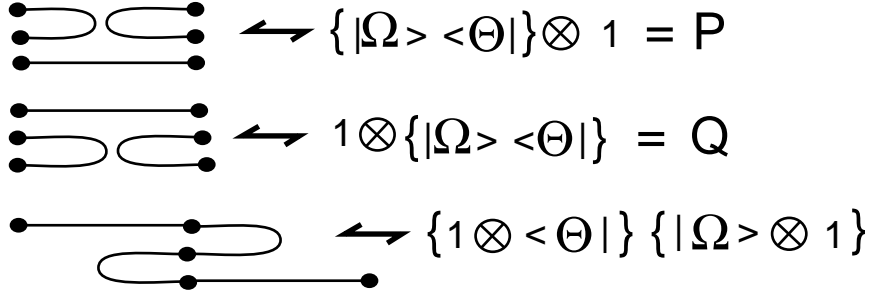 {|Ω> <Θ|}⊗ 1 = P
1⊗{|Ω> <Θ|} = Q
{1⊗ <Θ|} {|Ω> ⊗ 1}